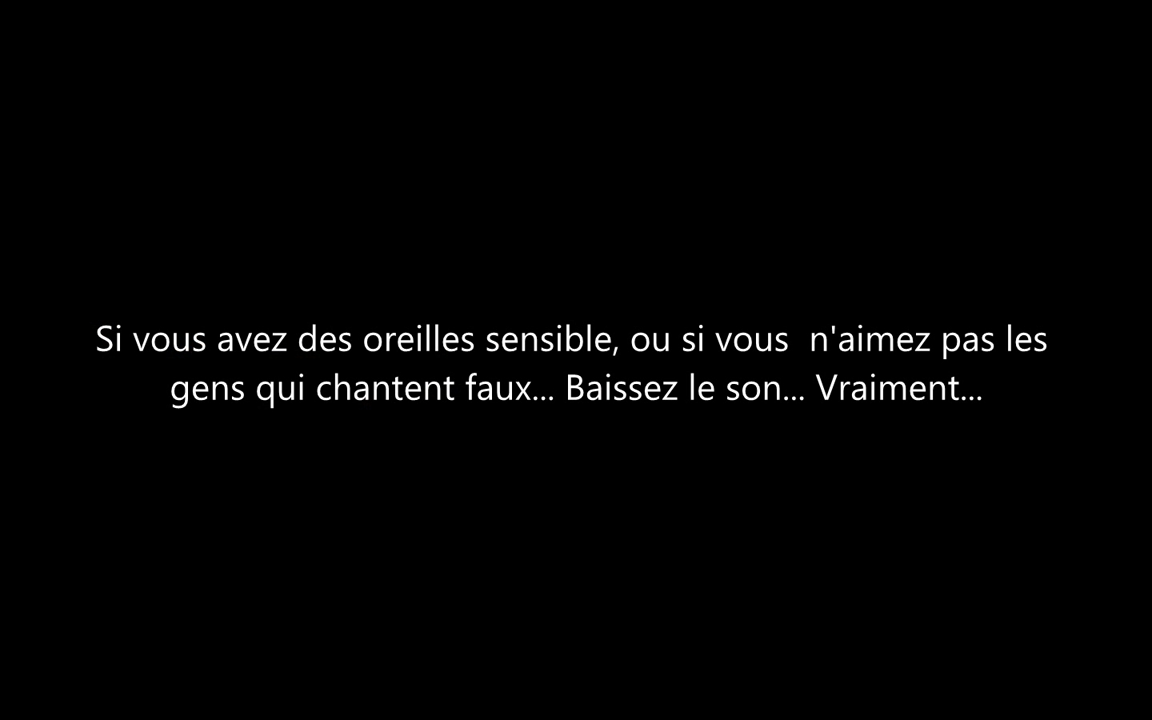 Si vous avez des oreilles sensible, ou si vous  n'aimez pas les
gens qui chantent faux... Baissez le son... Vraiment...